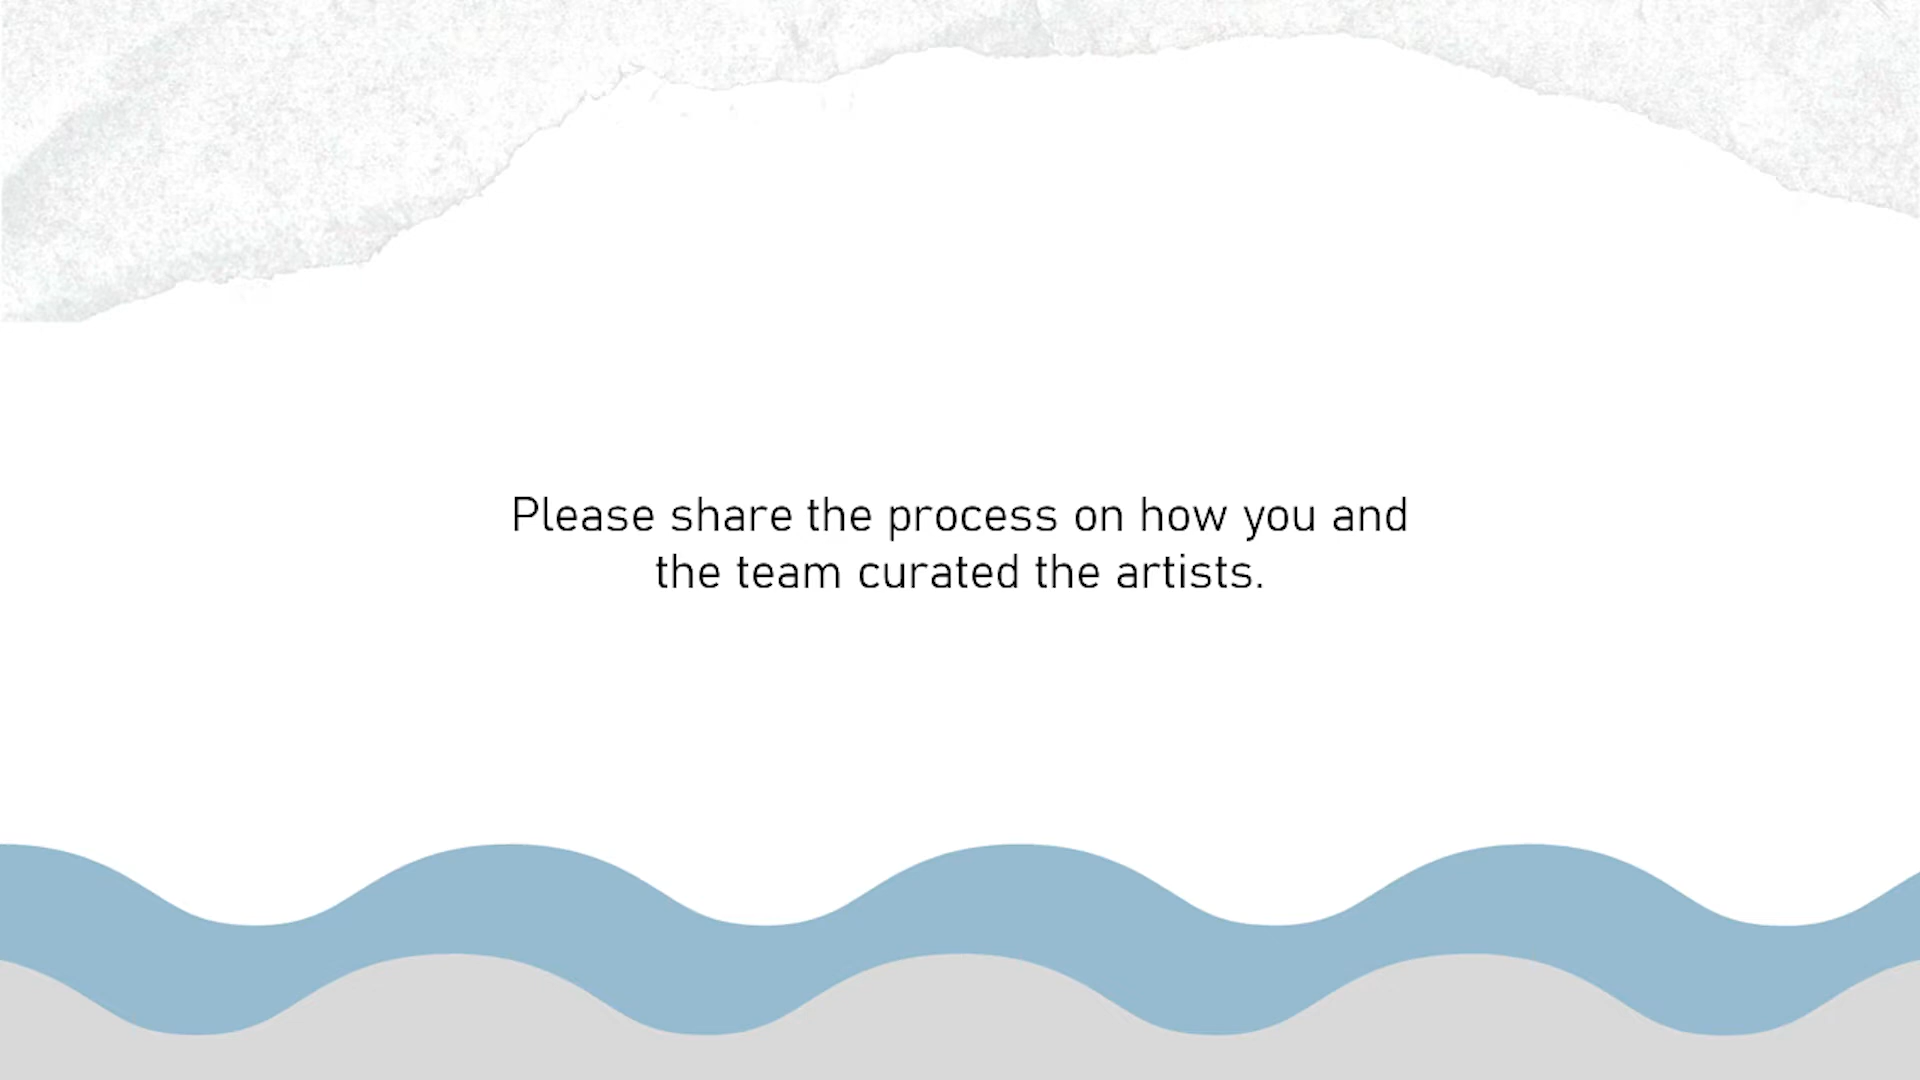 Please share the process on how you and
the team curated the artists.